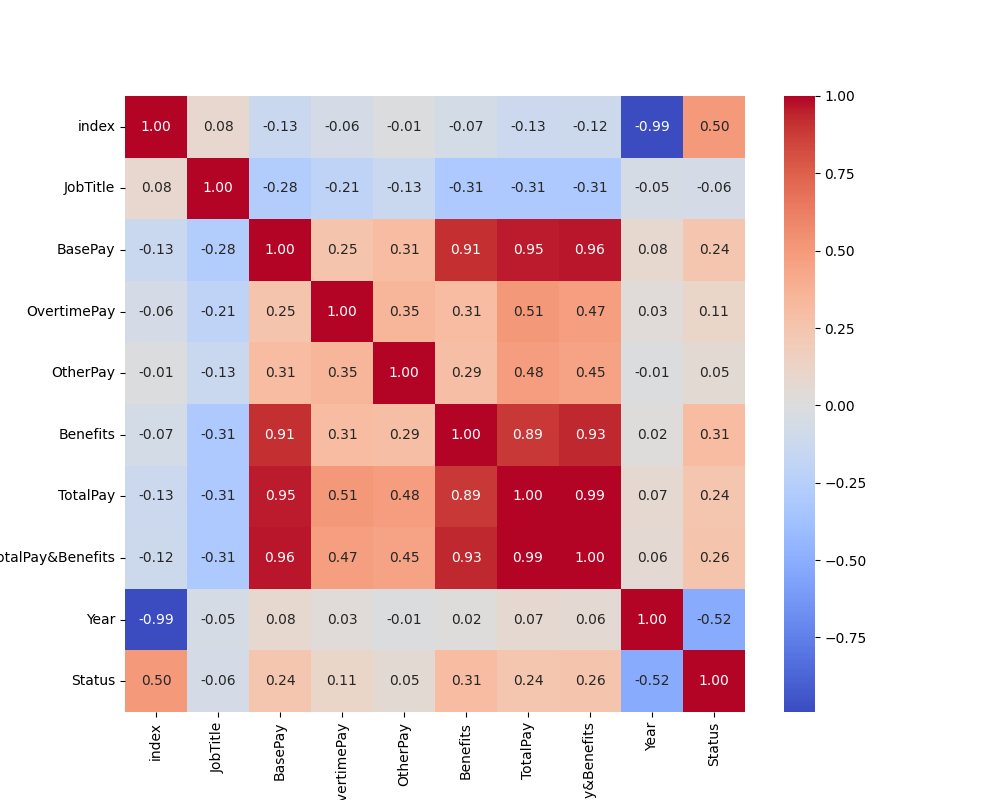 index 1.00 0.08 -0.13 -0.06 -0.01 -0.07 -0.13 -0.12 -0.99 0.50
JobTitle 0.08 1.00 -0.28 -0.21 -0.13 -0.31 -0.31 -0.31 -0.05 -0.06
BasePay -0.13 -0.28 1.00 0.25 0.31 0.91 0.95 0.96 0.08 0.24
OvertimePay -0.06 -0.21 0.25 1.00 0.35 0.31 0.51 0.47 0.03 0.11
OtherPay -0.01 -0.13 0.31 0.35 1.00 0.29 0.48 0.45 -0.01 0.05
Benefits -0.07 -0.31 0.91 0.31 0.29 1.00 0.89 0.93 0.02 0.31
TotalPay -0.13 -0.31 0.95 0.51 0.48 0.89 1.00 0.99 0.07 0.24
otalPay&Benefits -0.12 -0.31 0.96 0.47 0.45 0.93 0.99 1.00 0.06 0.26
Year -0.99 -0.05 0.08 0.03 -0.01 0.02 0.07 0.06 1.00 -0.52
Status 0.50 -0.06 0.24 0.11 0.05 0.31 0.24 0.26 -0.52 1.00
index
JobTitle
BasePay
vertimePay
OtherPay
Benefits
TotalPay
y&Benefits
Year
Status
1.00
0.75
0.50
0.25
0.00
−0.25
−0.50
−0.75